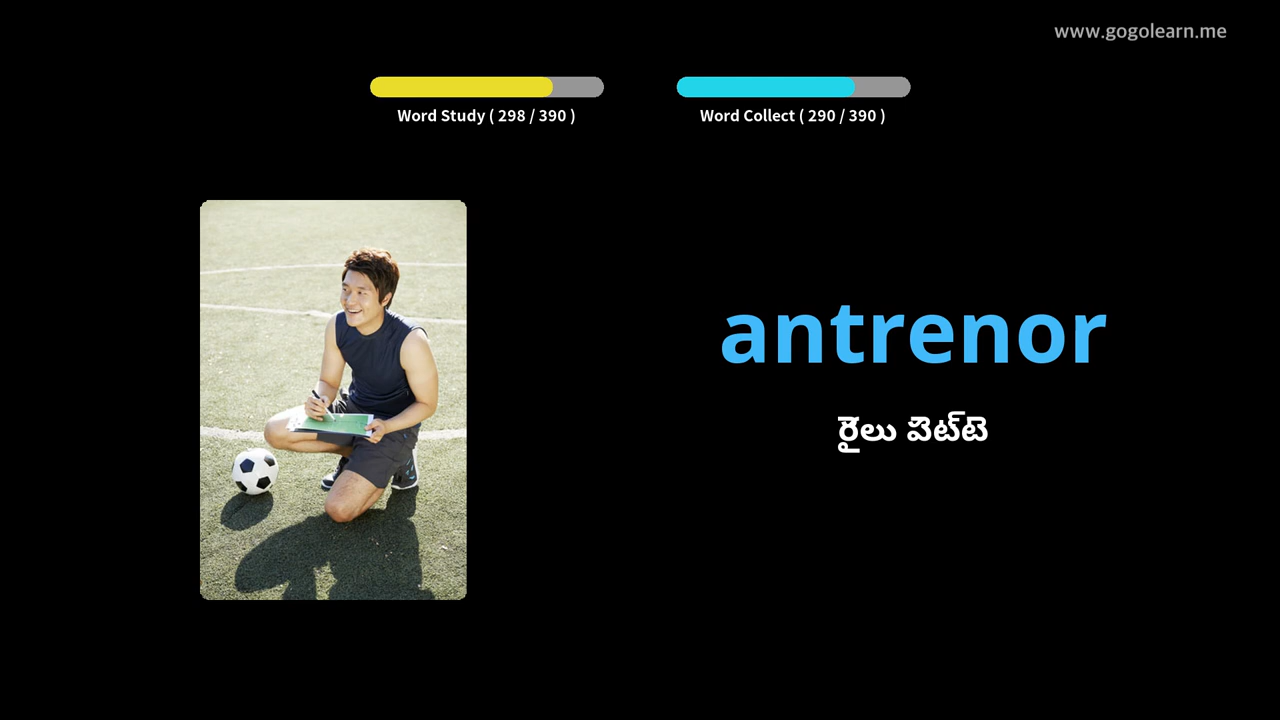 www.gogolearn.me
Word Study ( 298 / 390 )
Word Collect ( 290 / 390 )
antrenor
రైలు పెట్టె